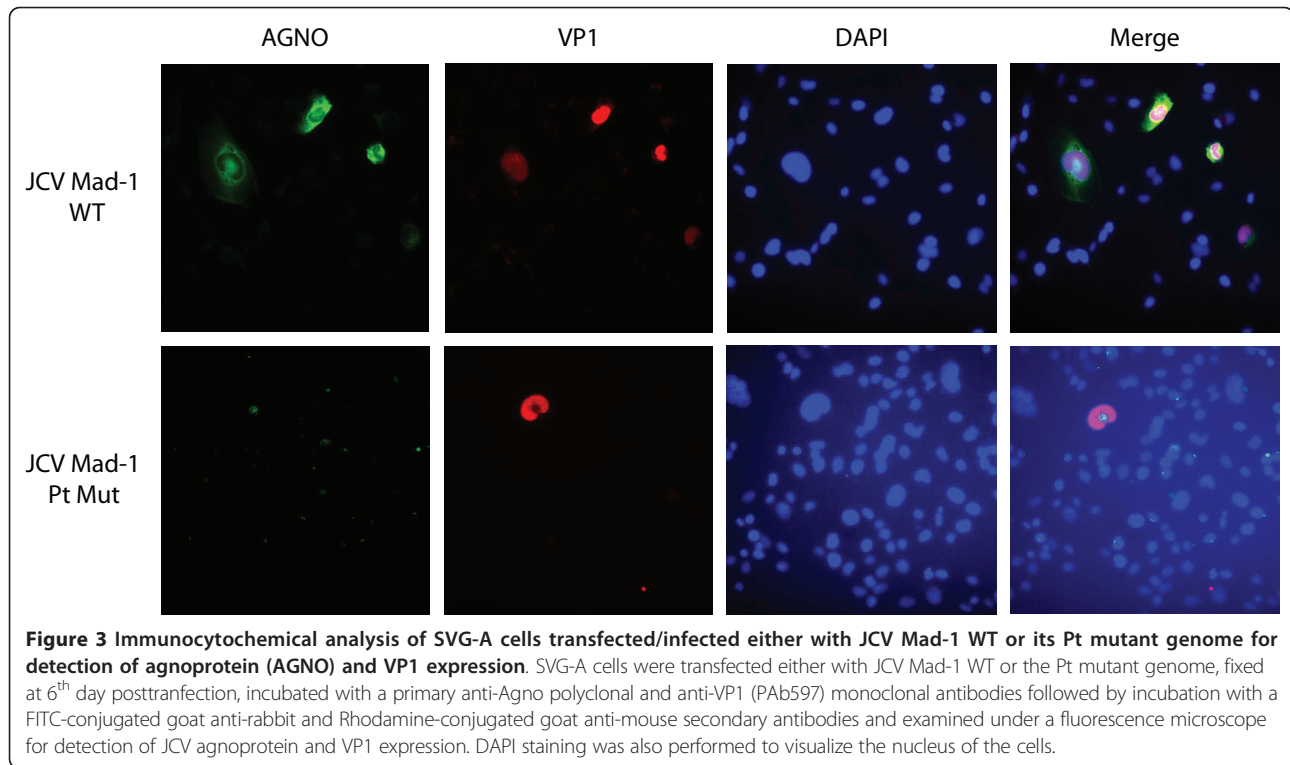 AGNO VP1 DAPI Merge
JCV Mad-1
WT
JCV Mad-1
Pt Mut
Figure 3 Immunocytochemical analysis of SVG-A cells transfected/infected either with JCV Mad-1 WT or its Pt mutant genome for
detection of agnoprotein (AGNO) and VP1 expression. SVG-A cells were transfected either with JCV Mad-1 WT or the Pt mutant genome, fixed
at 6th day posttranfection, incubated with a primary anti-Agno polyclonal and anti-VP1 (PAb597) monoclonal antibodies followed by incubation with a
FITC-conjugated goat anti-rabbit and Rhodamine-conjugated goat anti-mouse secondary antibodies and examined under a fluorescence microscope
for detection of JCV agnoprotein and VP1 expression. DAPI staining was also performed to visualize the nucleus of the cells.